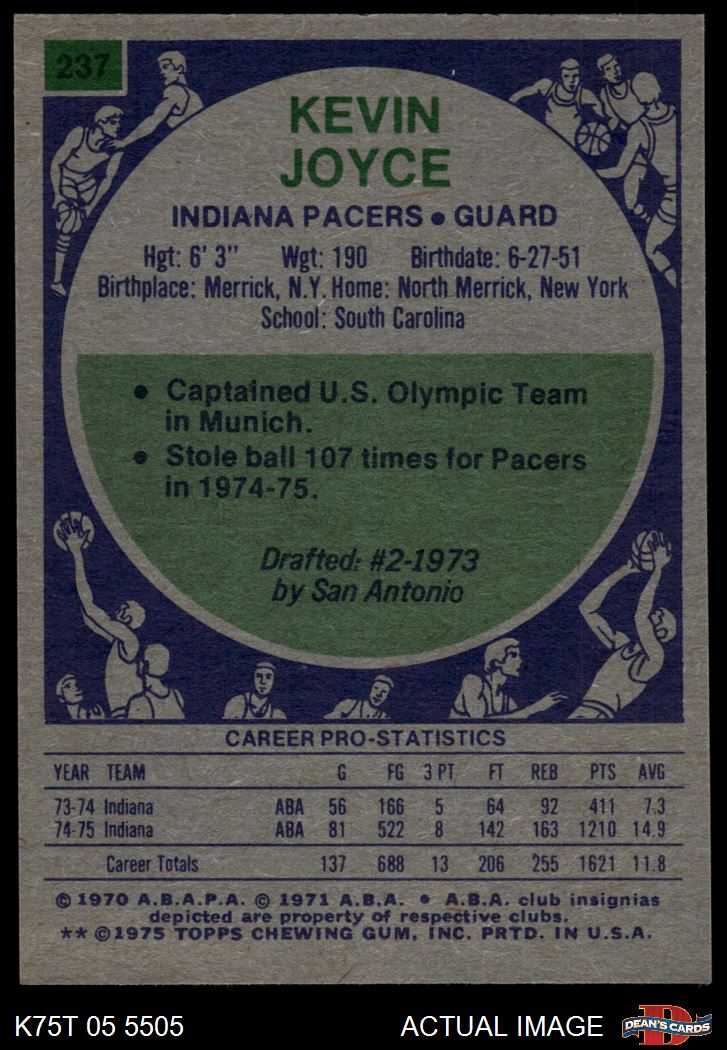 237
KEVIN
JOYCE
INDIANA PACERS • GUARD
Hgt: 6' 3" Wgt: 190 Birthdate: 6-27-51
Birthplace: Merrick, N.Y. Home: North Merrick, New York
School: South Carolina
• Captained U.S. Olympic Team
in Munich.
• Stole ball 107 times for Pacers
in 1974-75.
Drafted: #2-1973
by San Antonio
CAREER PRO-STATISTICS
YEAR TEAM G FG 3 PT FT REB PTS AVG
73-74 Indiana ABA 56 166 5 64 92 411 7.3
74-75 Indiana ABA 81 522 8 142 163 1210 14.9
Career Totals 137 688 13 206 255 1621 11.8
© 1970 A.B.A.P.A. © 1971 A.B.A. • A.B.A. club insignias
depicted are property of respective clubs.
** © 1975 TOPPS CHEWING GUM, INC. PRTD. IN U.S.A.
K75T 05 5505 ACTUAL IMAGE D DEAN'S CARDS